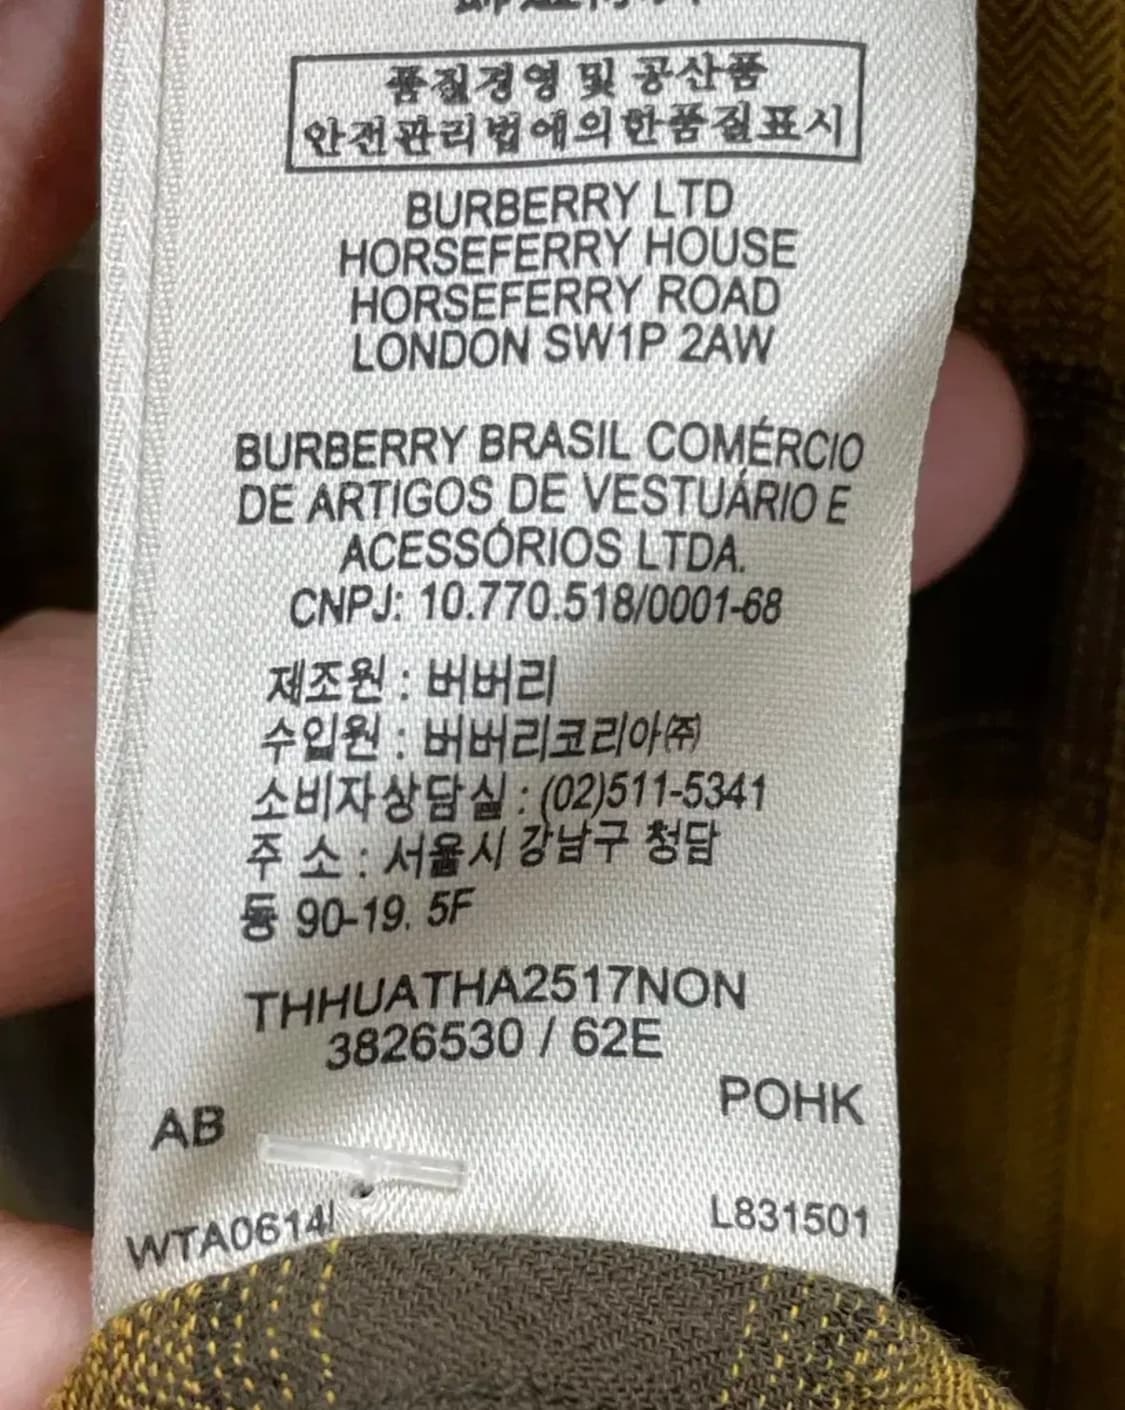 품질경영 및 공산품
안전관리법에의한품질표시
BURBERRY LTD
HORSEFERRY HOUSE
HORSEFERRY ROAD
LONDON SW1P 2AW
BURBERRY BRASIL COMÉRCIO
DE ARTIGOS DE VESTUÁRIO E
ACESSÓRIOS LTDA.
CNPJ: 10.770.518/0001-68
제조원 : 버버리
수입원 : 버버리코리아㈜
소비자상담실 : (02)511-5341
주 소 : 서울시 강남구 청담
동 90-19. 5F
THHUATHA2517NON
3826530 / 62E
POHK
AB
L831501